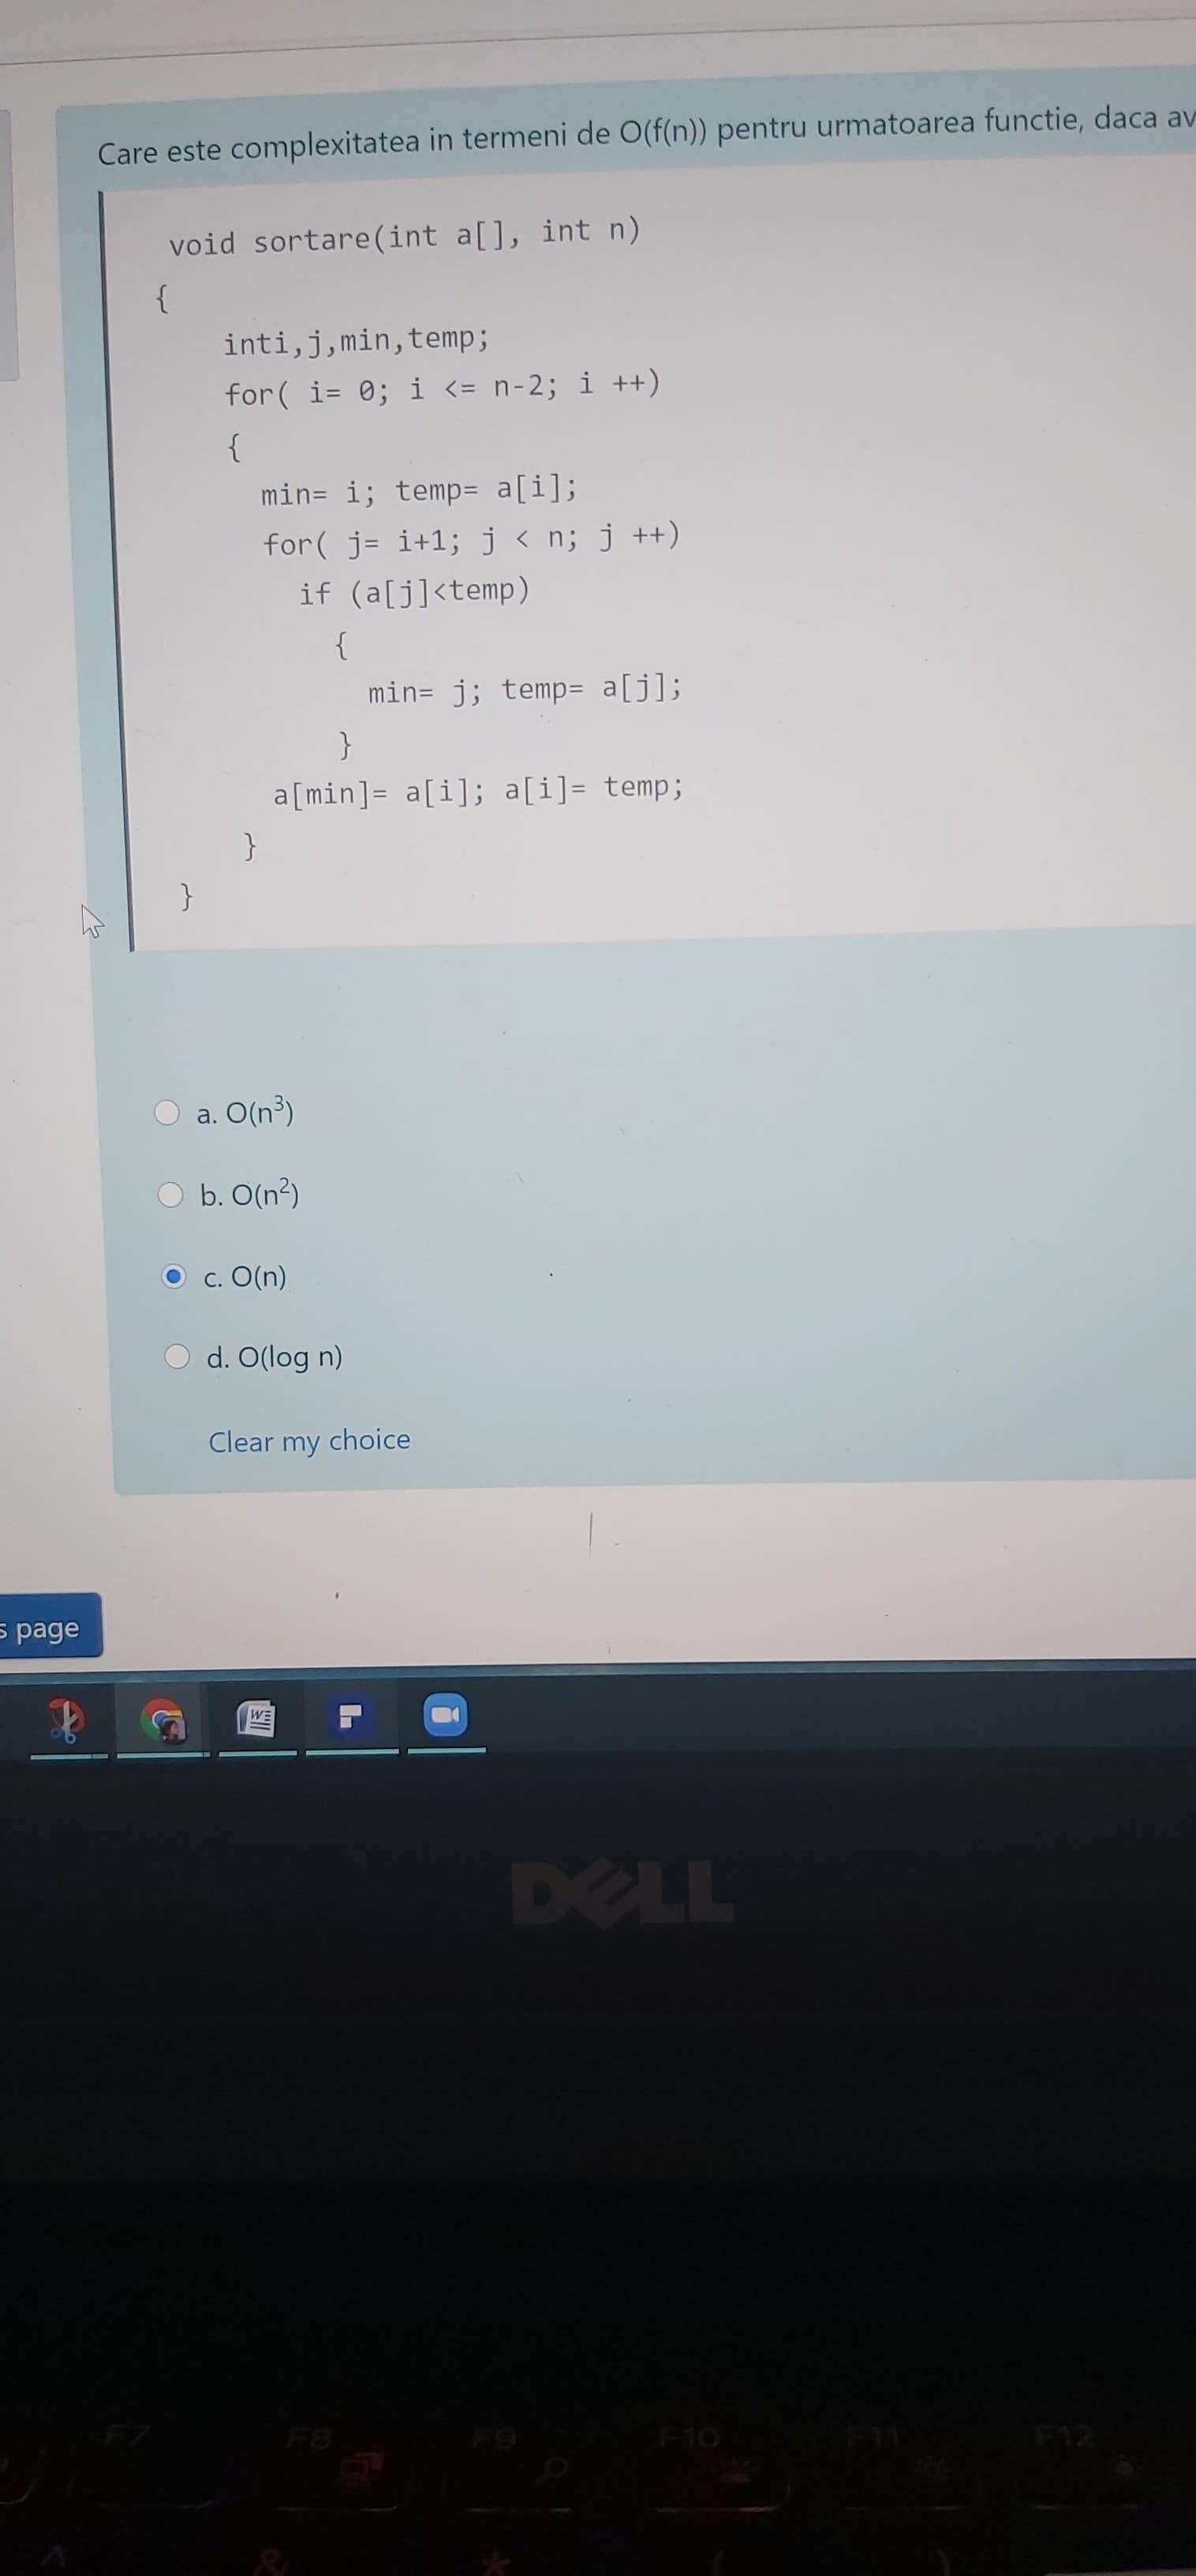 Care este complexitatea in termeni de O(f(n)) pentru urmatoarea functie, daca av
void sortare(int a[], int n)
{
inti,j,min,temp;
for( i= 0; i <= n-2; i ++)
{
min= i; temp= a[i];
for( j= i+1; j < n; j ++)
if (a[j]<temp)
{
min= j; temp= a[j];
}
a[min]= a[i]; a[i]= temp;
}
}
a. O(n³)
b. O(n²)
c. O(n)
d. O(log n)
Clear my choice
s page
W
DELL
F7 F8 F9 F10 F11 F12
^ & * ( )